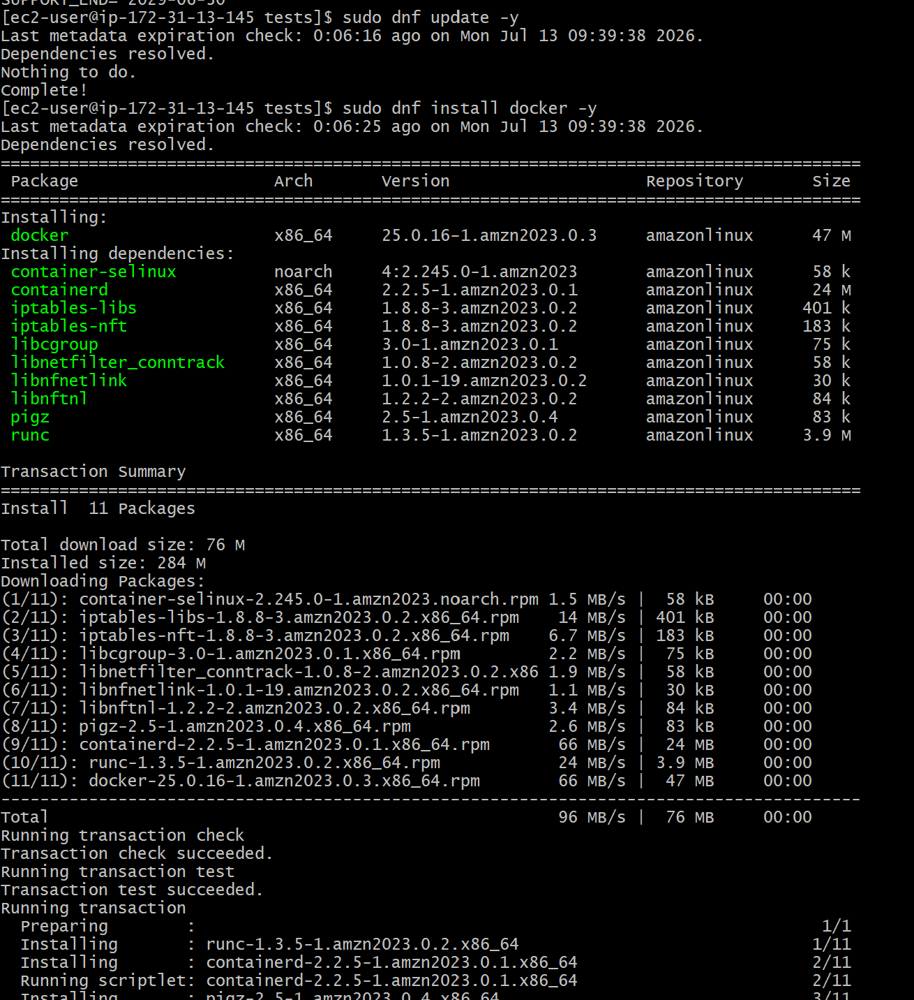 SUPPORT_END= 2029-06-30
[ec2-user@ip-172-31-13-145 tests]$ sudo dnf update -y
Last metadata expiration check: 0:06:16 ago on Mon Jul 13 09:39:38 2026.
Dependencies resolved.
Nothing to do.
Complete!
[ec2-user@ip-172-31-13-145 tests]$ sudo dnf install docker -y
Last metadata expiration check: 0:06:25 ago on Mon Jul 13 09:39:38 2026.
Dependencies resolved.
========================================================================================
 Package                    Arch       Version                    Repository       Size
========================================================================================
Installing:
 docker                     x86_64     25.0.16-1.amzn2023.0.3     amazonlinux      47 M
Installing dependencies:
 container-selinux          noarch     4:2.245.0-1.amzn2023       amazonlinux      58 k
 containerd                 x86_64     2.2.5-1.amzn2023.0.1       amazonlinux      24 M
 iptables-libs              x86_64     1.8.8-3.amzn2023.0.2       amazonlinux     401 k
 iptables-nft               x86_64     1.8.8-3.amzn2023.0.2       amazonlinux     183 k
 libcgroup                  x86_64     3.0-1.amzn2023.0.1         amazonlinux      75 k
 libnetfilter_conntrack     x86_64     1.0.8-2.amzn2023.0.2       amazonlinux      58 k
 libnfnetlink               x86_64     1.0.1-19.amzn2023.0.2      amazonlinux      30 k
 libnftnl                   x86_64     1.2.2-2.amzn2023.0.2       amazonlinux      84 k
 pigz                       x86_64     2.5-1.amzn2023.0.4         amazonlinux      83 k
 runc                       x86_64     1.3.5-1.amzn2023.0.2       amazonlinux     3.9 M
Transaction Summary
========================================================================================
Install  11 Packages
Total download size: 76 M
Installed size: 284 M
Downloading Packages:
(1/11): container-selinux-2.245.0-1.amzn2023.noarch.rpm 1.5 MB/s |  58 kB     00:00
(2/11): iptables-libs-1.8.8-3.amzn2023.0.2.x86_64.rpm    14 MB/s | 401 kB     00:00
(3/11): iptables-nft-1.8.8-3.amzn2023.0.2.x86_64.rpm    6.7 MB/s | 183 kB     00:00
(4/11): libcgroup-3.0-1.amzn2023.0.1.x86_64.rpm         2.2 MB/s |  75 kB     00:00
(5/11): libnetfilter_conntrack-1.0.8-2.amzn2023.0.2.x86 1.9 MB/s |  58 kB     00:00
(6/11): libnfnetlink-1.0.1-19.amzn2023.0.2.x86_64.rpm   1.1 MB/s |  30 kB     00:00
(7/11): libnftnl-1.2.2-2.amzn2023.0.2.x86_64.rpm        3.4 MB/s |  84 kB     00:00
(8/11): pigz-2.5-1.amzn2023.0.4.x86_64.rpm              2.6 MB/s |  83 kB     00:00
(9/11): containerd-2.2.5-1.amzn2023.0.1.x86_64.rpm       66 MB/s |  24 MB     00:00
(10/11): runc-1.3.5-1.amzn2023.0.2.x86_64.rpm            24 MB/s | 3.9 MB     00:00
(11/11): docker-25.0.16-1.amzn2023.0.3.x86_64.rpm        66 MB/s |  47 MB     00:00
----------------------------------------------------------------------------------------
Total                                                    96 MB/s |  76 MB     00:00
Running transaction check
Transaction check succeeded.
Running transaction test
Transaction test succeeded.
Running transaction
  Preparing        :                                                                1/1
  Installing       : runc-1.3.5-1.amzn2023.0.2.x86_64                              1/11
  Installing       : containerd-2.2.5-1.amzn2023.0.1.x86_64                        2/11
  Running scriptlet: containerd-2.2.5-1.amzn2023.0.1.x86_64                        2/11
  Installing       : pigz-2.5-1.amzn2023.0.4.x86_64                                3/11